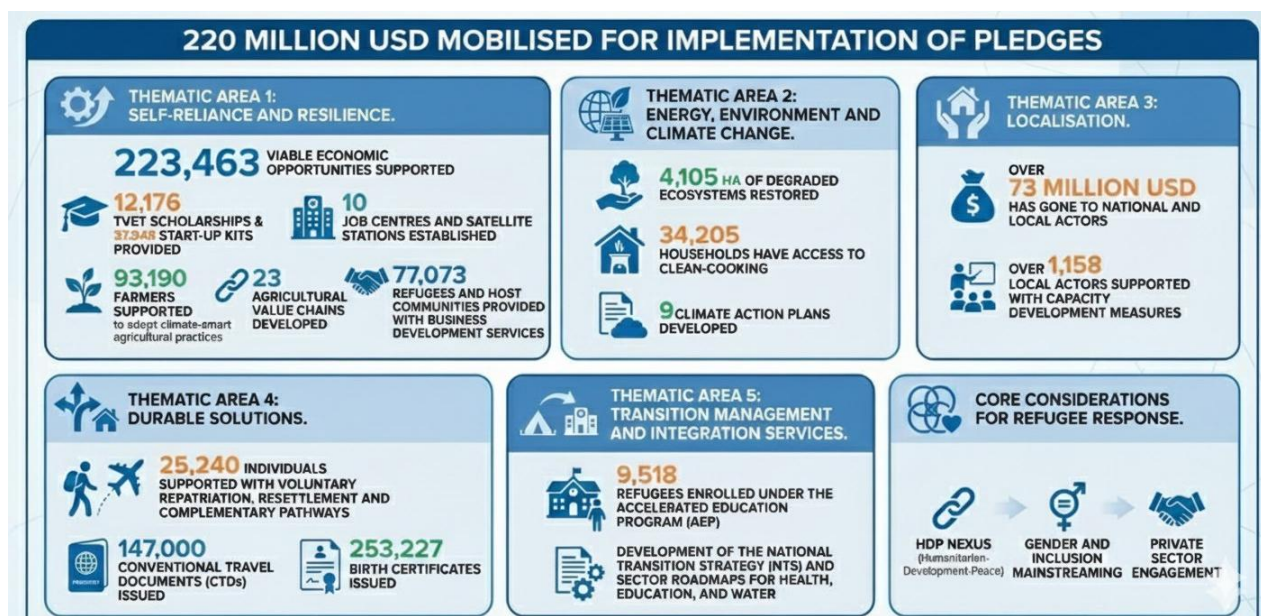 220 MILLION USD MOBILISED FOR IMPLEMENTATION OF PLEDGES
THEMATIC AREA 1:
SELF-RELIANCE AND RESILIENCE.
223,463 VIABLE ECONOMIC
OPPORTUNITIES SUPPORTED
12,176
TVET SCHOLARSHIPS &
START-UP KITS
PROVIDED
10
JOB CENTRES AND SATELLITE
STATIONS ESTABLISHED
93,190
FARMERS
SUPPORTED
to adopt climate-smart
agricultural practices
23
AGRICULTURAL
VALUE CHAINS
DEVELOPED
77,073
REFUGEES AND HOST
COMMUNITIES PROVIDED
WITH BUSINESS
DEVELOPMENT SERVICES
THEMATIC AREA 2:
ENERGY, ENVIRONMENT AND
CLIMATE CHANGE.
4,105 HA OF DEGRADED
ECOSYSTEMS RESTORED
34,205
HOUSEHOLDS HAVE ACCESS TO
CLEAN-COOKING
9 CLIMATE ACTION PLANS
DEVELOPED
THEMATIC AREA 3:
LOCALISATION.
OVER
73 MILLION USD
HAS GONE TO NATIONAL AND
LOCAL ACTORS
OVER 1,158
LOCAL ACTORS SUPPORTED
WITH CAPACITY
DEVELOPMENT MEASURES
THEMATIC AREA 4:
DURABLE SOLUTIONS.
25,240 INDIVIDUALS
SUPPORTED WITH VOLUNTARY
REPATRIATION, RESETTLEMENT AND
COMPLEMENTARY PATHWAYS
147,000
CONVENTIONAL TRAVEL
DOCUMENTS (CTDs)
ISSUED
253,227
BIRTH CERTIFICATES
ISSUED
THEMATIC AREA 5:
TRANSITION MANAGEMENT
AND INTEGRATION SERVICES.
9,518
REFUGEES ENROLLED UNDER THE
ACCELERATED EDUCATION
PROGRAM (AEP)
DEVELOPMENT OF THE NATIONAL
TRANSITION STRATEGY (NTS) AND
SECTOR ROADMAPS FOR HEALTH,
EDUCATION, AND WATER
CORE CONSIDERATIONS
FOR REFUGEE RESPONSE.
HDP NEXUS
(Humanitarian-
Development-Peace)
GENDER AND
INCLUSION
MAINSTREAMING
PRIVATE
SECTOR
ENGAGEMENT